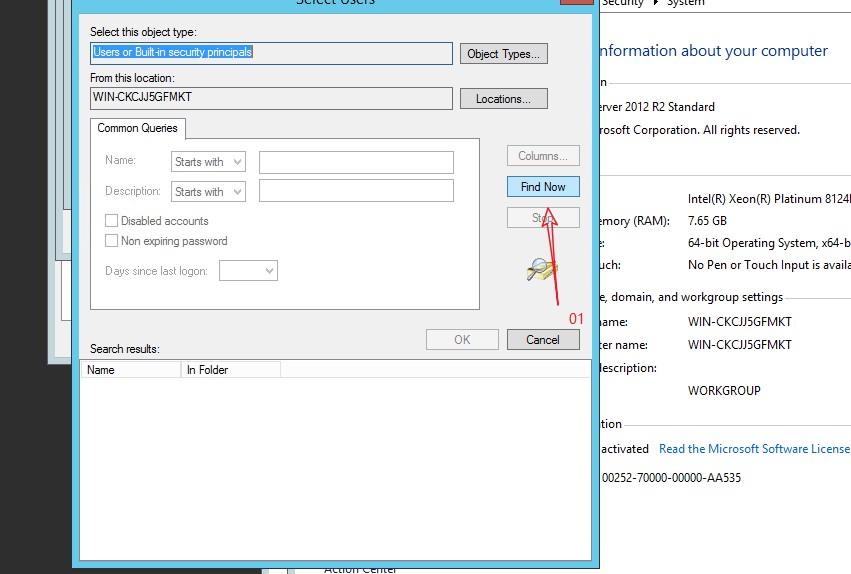 Select Users
Select this object type:
Users or Built-in security principals
Object Types...
From this location:
WIN-CKCJJ5GFMKT
Locations...
Common Queries
Name:
Starts with
Description:
Starts with
Disabled accounts
Non expiring password
Days since last logon:
Columns...
Find Now
Stop
01
OK
Cancel
Search results:
Name In Folder
Security System
nformation about your computer
erver 2012 R2 Standard
rosoft Corporation. All rights reserved.
Intel(R) Xeon(R) Platinum 8124
emory (RAM): 7.65 GB
e: 64-bit Operating System, x64-b
uch: No Pen or Touch Input is availa
e, domain, and workgroup settings
name: WIN-CKCJJ5GFMKT
ter name: WIN-CKCJJ5GFMKT
description:
WORKGROUP
ation
activated Read the Microsoft Software License
00252-70000-00000-AA535
Action Center